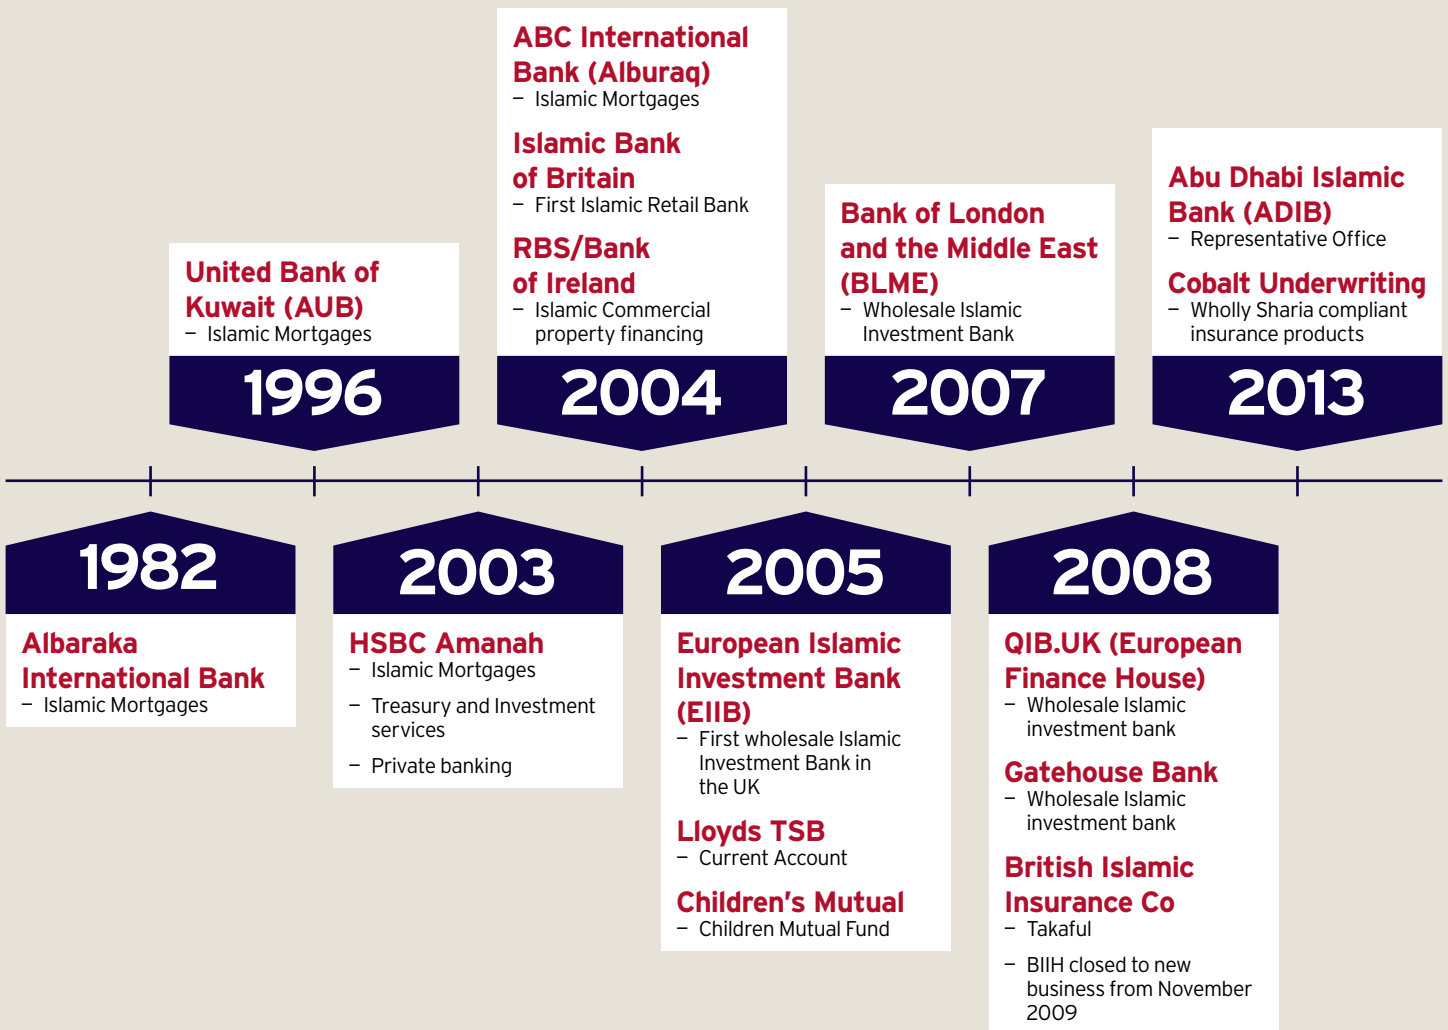 ABC International
Bank (Alburaq)
– Islamic Mortgages
Islamic Bank
of Britain
– First Islamic Retail Bank
RBS/Bank
of Ireland
– Islamic Commercial
property financing
2004
United Bank of
Kuwait (AUB)
– Islamic Mortgages
1996
Bank of London
and the Middle East
(BLME)
– Wholesale Islamic
Investment Bank
2007
Abu Dhabi Islamic
Bank (ADIB)
– Representative Office
Cobalt Underwriting
– Wholly Sharia compliant
insurance products
2013
1982
Albaraka
International Bank
– Islamic Mortgages
2003
HSBC Amanah
– Islamic Mortgages
– Treasury and Investment
services
– Private banking
2005
European Islamic
Investment Bank
(EIIB)
– First wholesale Islamic
Investment Bank in
the UK
Lloyds TSB
– Current Account
Children's Mutual
– Children Mutual Fund
2008
QIB.UK (European
Finance House)
– Wholesale Islamic
investment bank
Gatehouse Bank
– Wholesale Islamic
investment bank
British Islamic
Insurance Co
– Takaful
– BIIH closed to new
business from November
2009